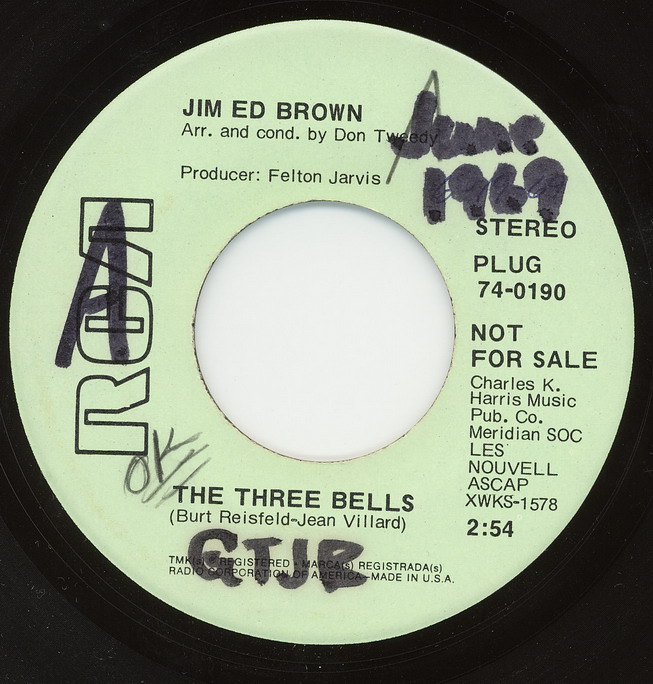 JIM ED BROWN
Arr. and cond. by Don Tweedy
Producer: Felton Jarvis
June
1969
STEREO
PLUG
74-0190
NOT
FOR SALE
Charles K.
Harris Music
Pub. Co.
Meridian SOC
LES
NOUVELL
ASCAP
XWKS-1578
2:54
RCA
A
OK
THE THREE BELLS
(Burt Reisfeld-Jean Villard)
TMK(s) ® REGISTERED • MARCA(s) REGISTRADA(s)
RADIO CORPORATION OF AMERICA—MADE IN U.S.A.